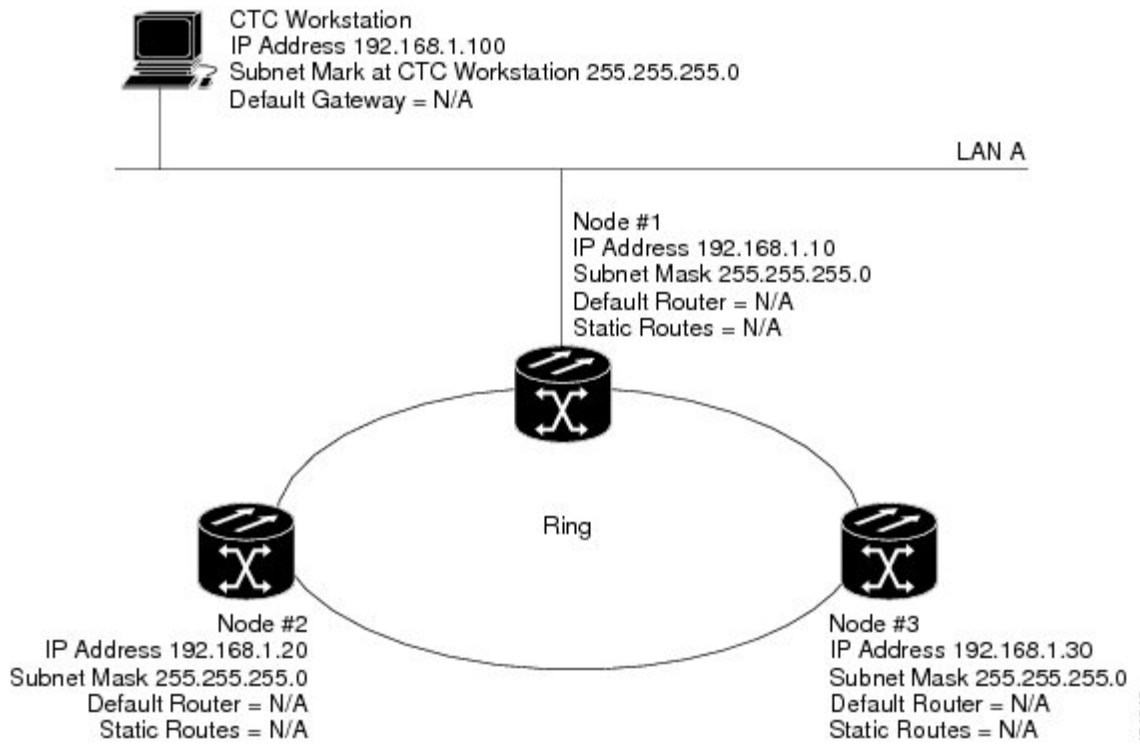 CTC Workstation
IP Address 192.168.1.100
Subnet Mark at CTC Workstation 255.255.255.0
Default Gateway = N/A
LAN A
Node #1
IP Address 192.168.1.10
Subnet Mask 255.255.255.0
Default Router = N/A
Static Routes = N/A
Ring
Node #2
IP Address 192.168.1.20
Subnet Mask 255.255.255.0
Default Router = N/A
Static Routes = N/A
Node #3
IP Address 192.168.1.30
Subnet Mask 255.255.255.0
Default Router = N/A
Static Routes = N/A